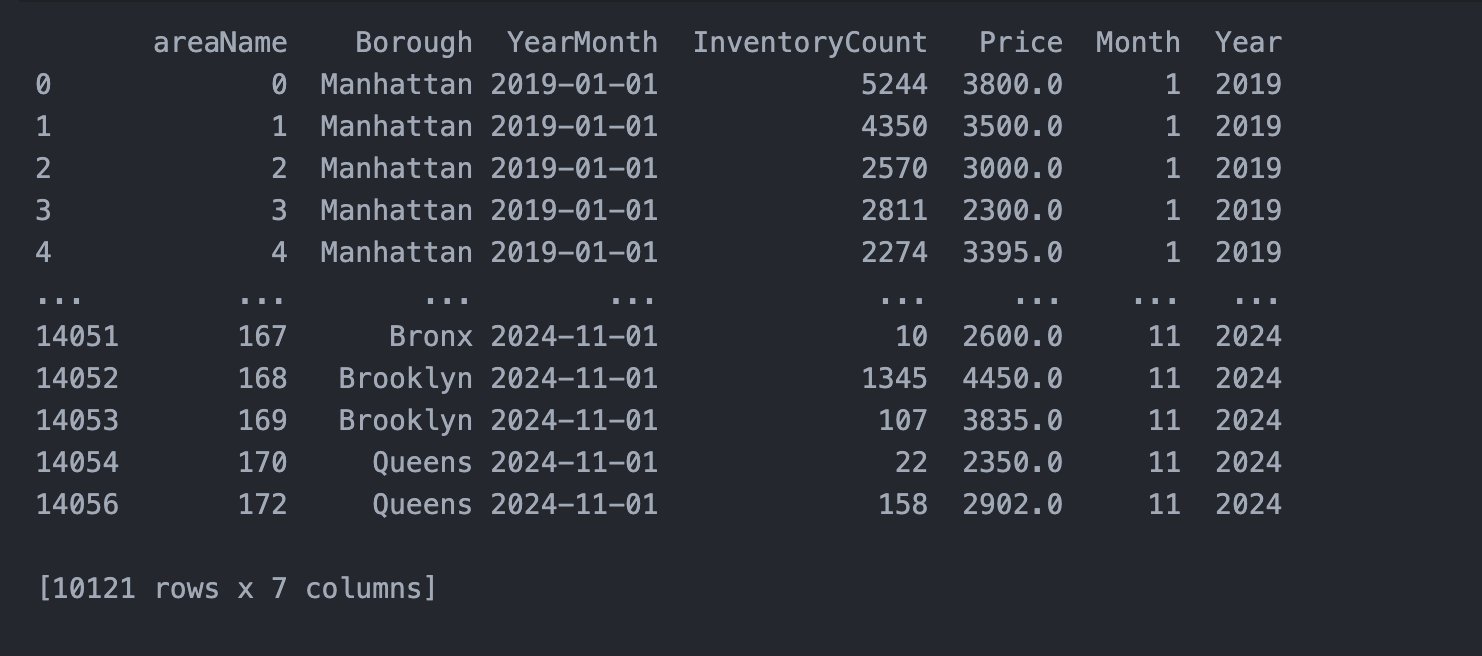 areaName Borough YearMonth InventoryCount Price Month Year
0 0 Manhattan 2019-01-01 5244 3800.0 1 2019
1 1 Manhattan 2019-01-01 4350 3500.0 1 2019
2 2 Manhattan 2019-01-01 2570 3000.0 1 2019
3 3 Manhattan 2019-01-01 2811 2300.0 1 2019
4 4 Manhattan 2019-01-01 2274 3395.0 1 2019
... ... ... ... ... ... ... ...
14051 167 Bronx 2024-11-01 10 2600.0 11 2024
14052 168 Brooklyn 2024-11-01 1345 4450.0 11 2024
14053 169 Brooklyn 2024-11-01 107 3835.0 11 2024
14054 170 Queens 2024-11-01 22 2350.0 11 2024
14056 172 Queens 2024-11-01 158 2902.0 11 2024
[10121 rows x 7 columns]